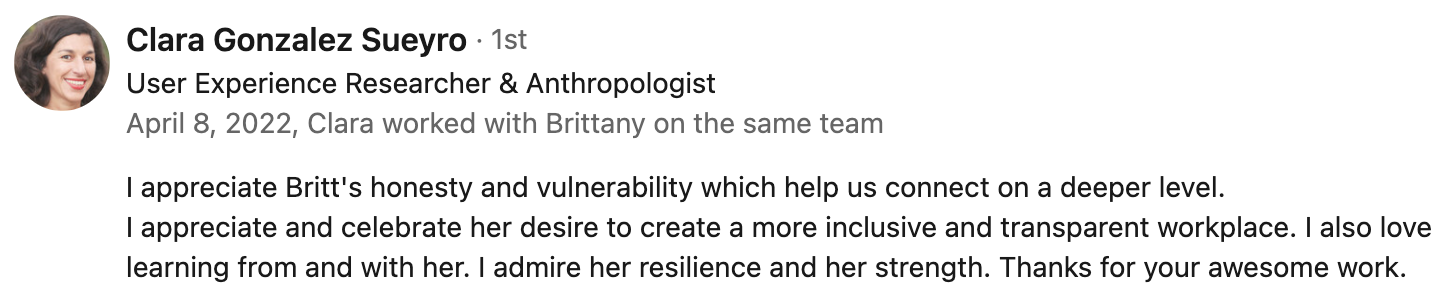 Clara Gonzalez Sueyro · 1st
User Experience Researcher & Anthropologist
April 8, 2022, Clara worked with Brittany on the same team
I appreciate Britt's honesty and vulnerability which help us connect on a deeper level.
I appreciate and celebrate her desire to create a more inclusive and transparent workplace. I also love
learning from and with her. I admire her resilience and her strength. Thanks for your awesome work.